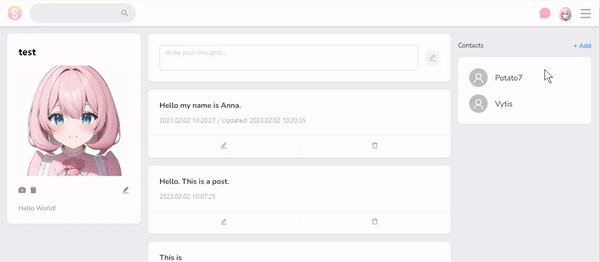 test
Hello World!
Write your thoughts...
Hello my name is Anna.
2023.02.02 10:20:27 / Updated: 2023.02.02 10:20:35
Hello. This is a post.
2023.02.02 10:07:25
This is
Contacts
+ Add
Potato7
Vytis